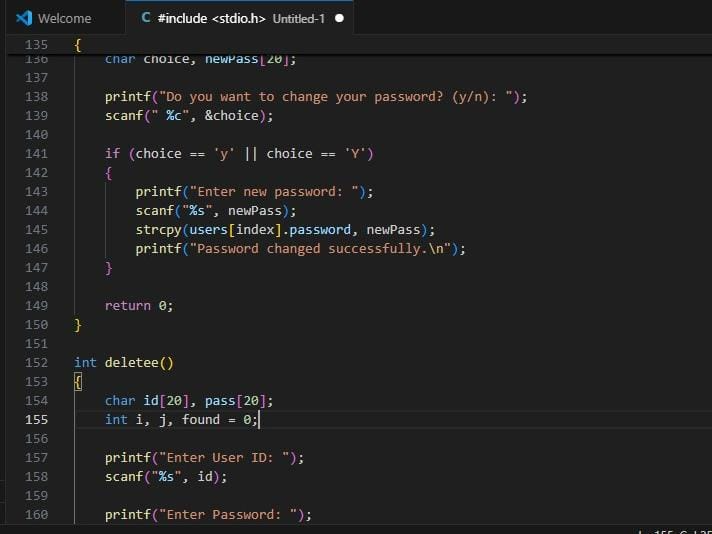 Welcome
C #include <stdio.h> Untitled-1
135 {
136 char choice, newPass[20];
137
138 printf("Do you want to change your password? (y/n): ");
139 scanf(" %c", &choice);
140
141 if (choice == 'y' || choice == 'Y')
142 {
143 printf("Enter new password: ");
144 scanf("%s", newPass);
145 strcpy(users[index].password, newPass);
146 printf("Password changed successfully.\n");
147 }
148
149 return 0;
150 }
151
152 int deletee()
153 {
154 char id[20], pass[20];
155 int i, j, found = 0;
156
157 printf("Enter User ID: ");
158 scanf("%s", id);
159
160 printf("Enter Password: ");